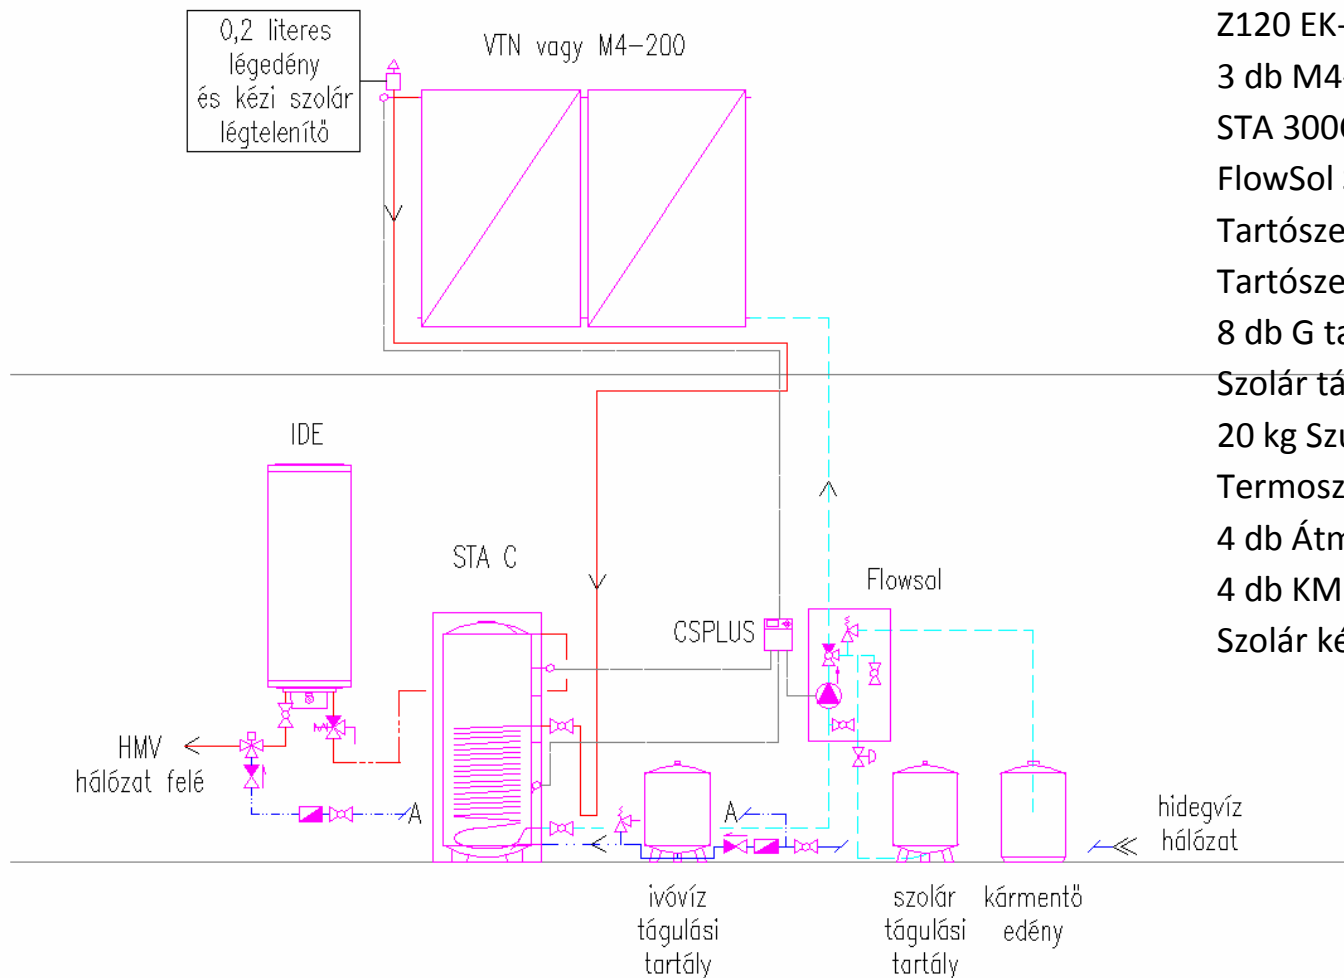 0,2 literes
légedény
és kézi szolár
légtelenítő
VTN vagy M4-200
IDE
STA C
CSPLUS
Flowsol
HMV
hálózat felé
A
A
hidegvíz
hálózat
ivóvíz
tágulási
tartály
szolár
tágulási
tartály
kármentő
edény
Z120 EK-
3 db M4
STA 300
FlowSol
Tartósze
Tartósze
8 db G ta
Szolár tá
20 kg Szu
Termosz
4 db Átm
4 db KM
Szolár ké